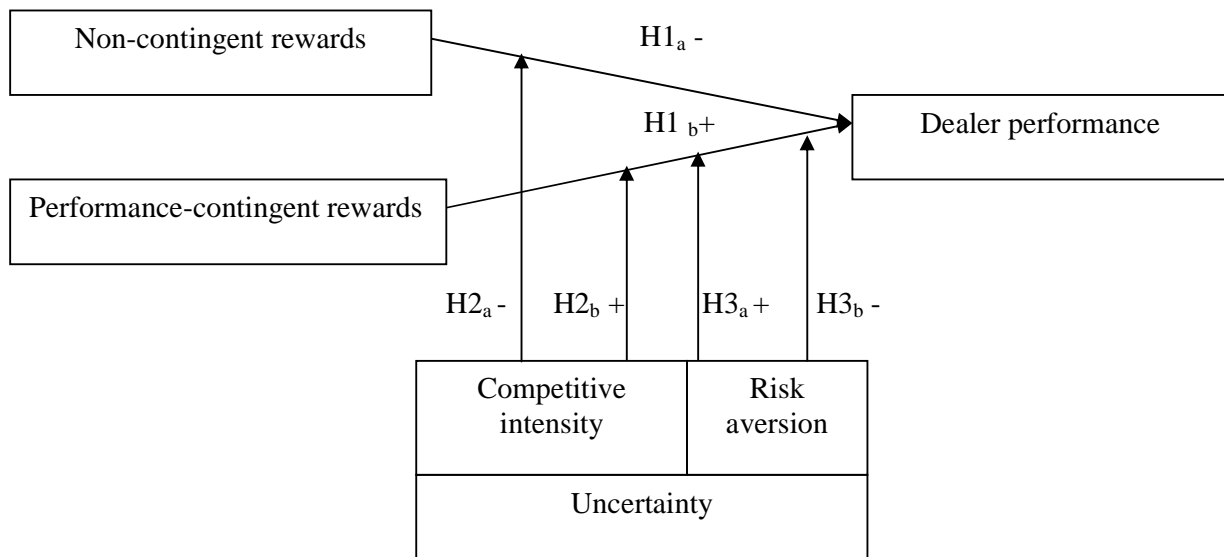 Non-contingent rewards
H1a -
Dealer performance
H1 b+
Performance-contingent rewards
H2a -
H2b +
H3a +
H3b -
Competitive
intensity
Risk
aversion
Uncertainty